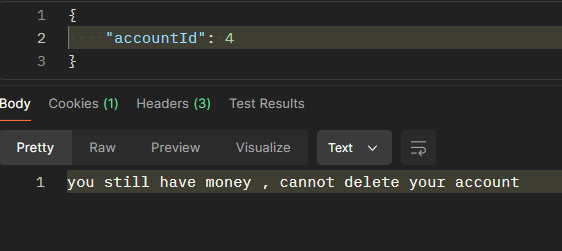 1 {
2 "accountId": 4
3 }
Body Cookies (1) Headers (3) Test Results
Pretty Raw Preview Visualize Text
1 you still have money , cannot delete your account